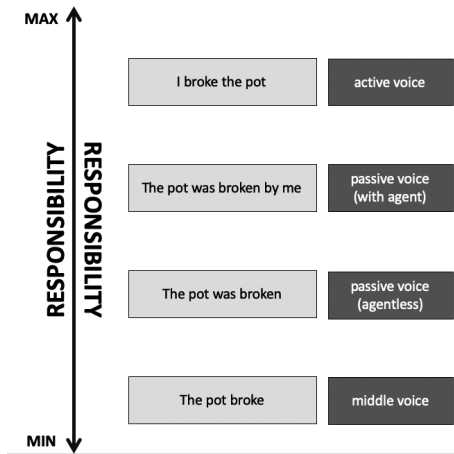 MAX
I broke the pot
active voice
RESPONSIBILITY
RESPONSIBILITY
The pot was broken by me
passive voice
(with agent)
The pot was broken
passive voice
(agentless)
The pot broke
middle voice
MIN